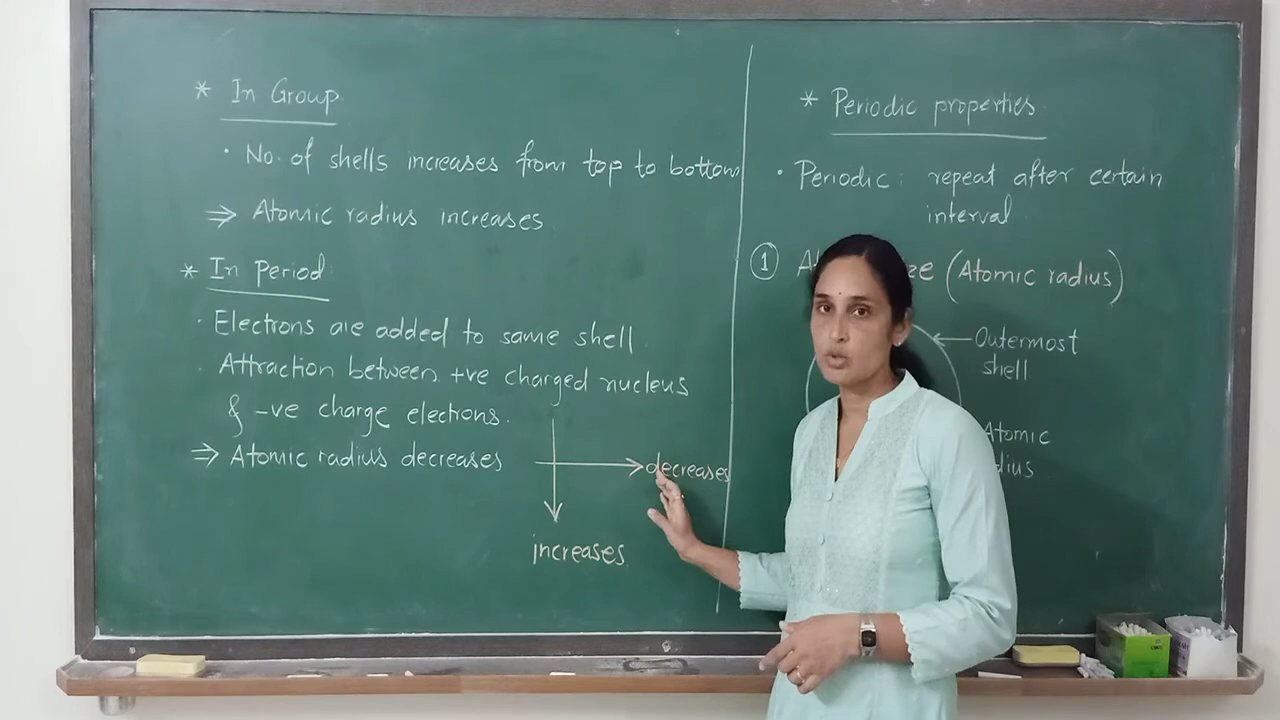 * In Group
· No. of shells increases from top to bottom
⇒ Atomic radius increases
* In Period
· Electrons are added to same shell.
· Attraction between +ve charged nucleus
& -ve charge electrons.
⇒ Atomic radius decreases
decreases
increases
* Periodic properties
· Periodic: repeat after certain
interval
1 (Atomic radius)
Outermost
shell
Atomic